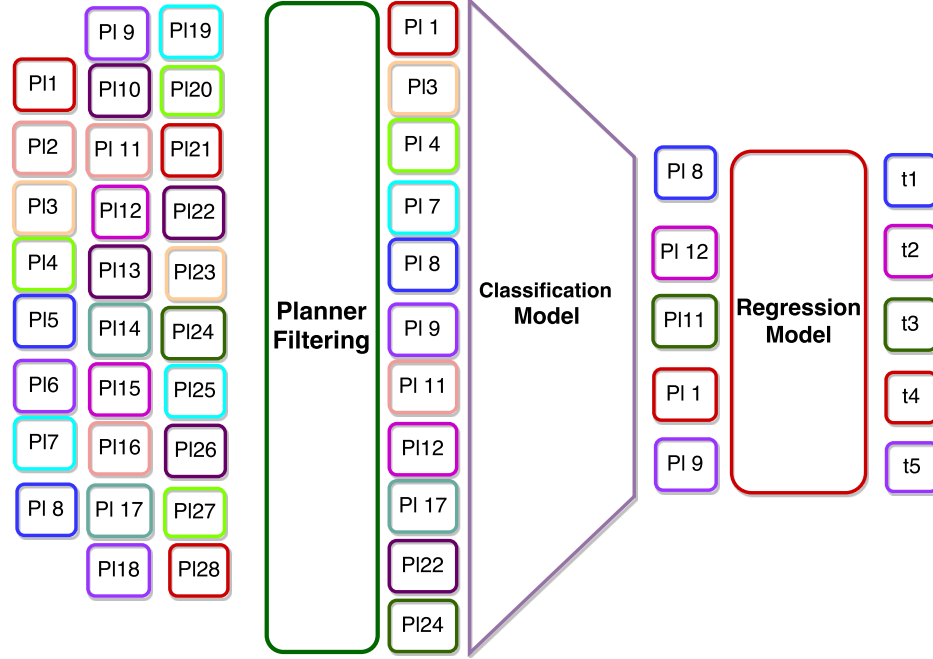 Pl1
Pl2
Pl3
Pl4
Pl5
Pl6
Pl7
Pl 8
Pl 9
Pl10
Pl 11
Pl12
Pl13
Pl14
Pl15
Pl16
Pl 17
Pl18
Pl19
Pl20
Pl21
Pl22
Pl23
Pl24
Pl25
Pl26
Pl27
Pl28
Planner
Filtering
Pl 1
Pl3
Pl 4
Pl 7
Pl 8
Pl 9
Pl 11
Pl12
Pl 17
Pl22
Pl24
Classification
Model
Pl 8
Pl 12
Pl11
Pl 1
Pl 9
Regression
Model
t1
t2
t3
t4
t5